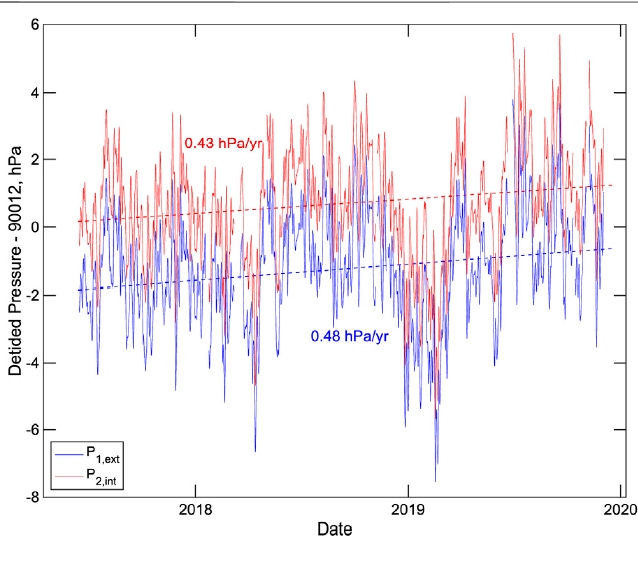 6
4
2
0
-2
-4
-6
-8
Detided Pressure - 90012, hPa
0.43 hPa/yr
0.48 hPa/yr
P1,ext
P2,int
2018
2019
2020
Date